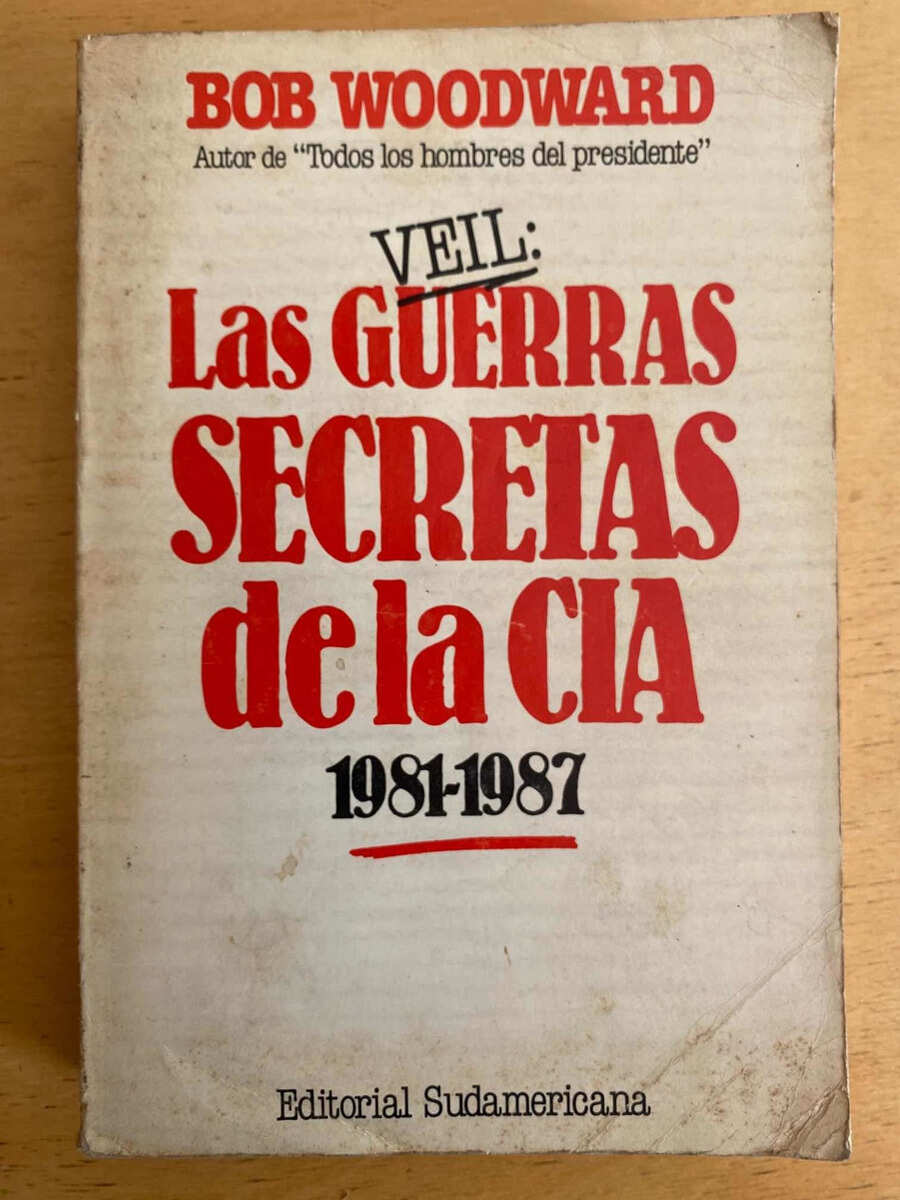 BOB WOODWARD
Autor de “Todos los hombres del presidente”
VEIL:
Las GUERRAS
SECRETAS
de la CIA
1981-1987
Editorial Sudamericana